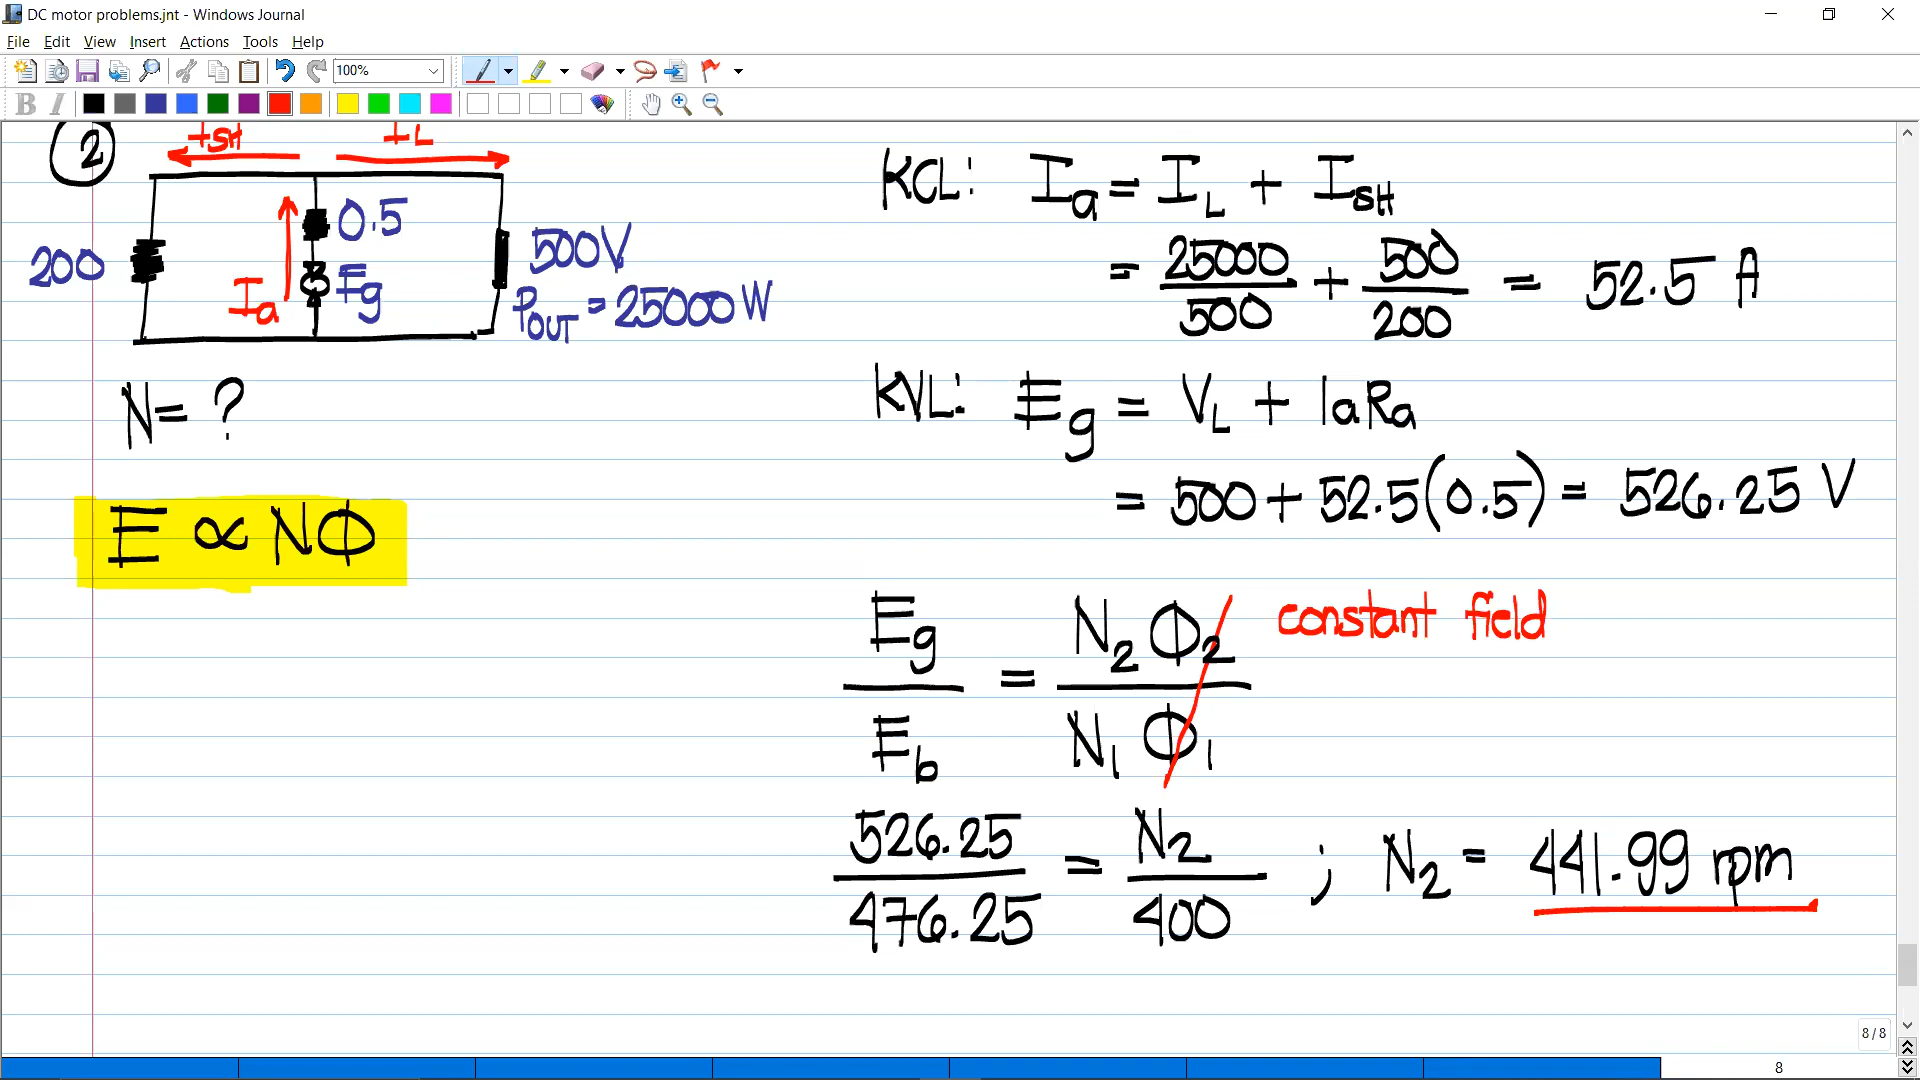 DC motor problems.jnt - Windows Journal
File Edit View Insert Actions Tools Help
100%
B I
2
ISH IL
200
0.5
Eg
Ia
500V
POUT = 25000 W
N = ?
E ∝ NΦ
KCL: Ia = IL + ISH
= 25000/500 + 500/200 = 52.5 A
KVL: Eg = VL + IaRa
= 500 + 52.5(0.5) = 526.25 V
Eg/Eb = N2Φ2/N1Φ1 constant field
526.25/476.25 = N2/400 ; N2 = 441.99 rpm
8 / 8
8